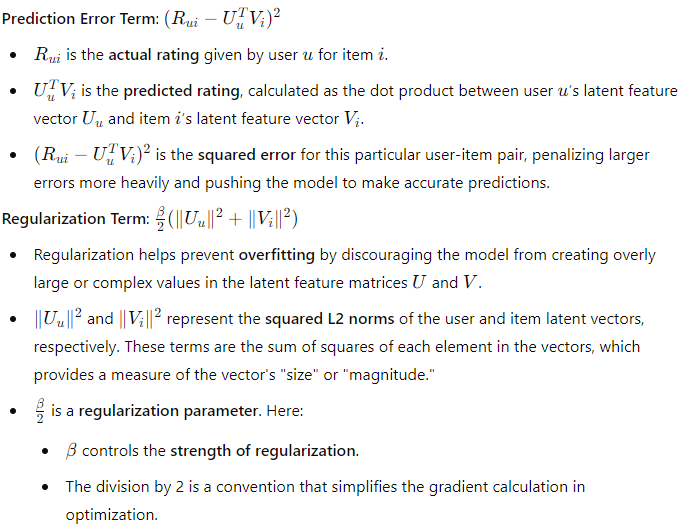 Prediction Error Term: $(R_{ui} - U_u^T V_i)^2$
• $R_{ui}$ is the actual rating given by user $u$ for item $i$.
• $U_u^T V_i$ is the predicted rating, calculated as the dot product between user $u$'s latent feature
vector $U_u$ and item $i$'s latent feature vector $V_i$.
• $(R_{ui} - U_u^T V_i)^2$ is the squared error for this particular user-item pair, penalizing larger
errors more heavily and pushing the model to make accurate predictions.
Regularization Term: $\frac{\beta}{2}(\|U_u\|^2 + \|V_i\|^2)$
• Regularization helps prevent overfitting by discouraging the model from creating overly
large or complex values in the latent feature matrices $U$ and $V$.
• $\|U_u\|^2$ and $\|V_i\|^2$ represent the squared L2 norms of the user and item latent vectors,
respectively. These terms are the sum of squares of each element in the vectors, which
provides a measure of the vector's "size" or "magnitude."
• $\frac{\beta}{2}$ is a regularization parameter. Here:
• $\beta$ controls the strength of regularization.
• The division by 2 is a convention that simplifies the gradient calculation in
optimization.